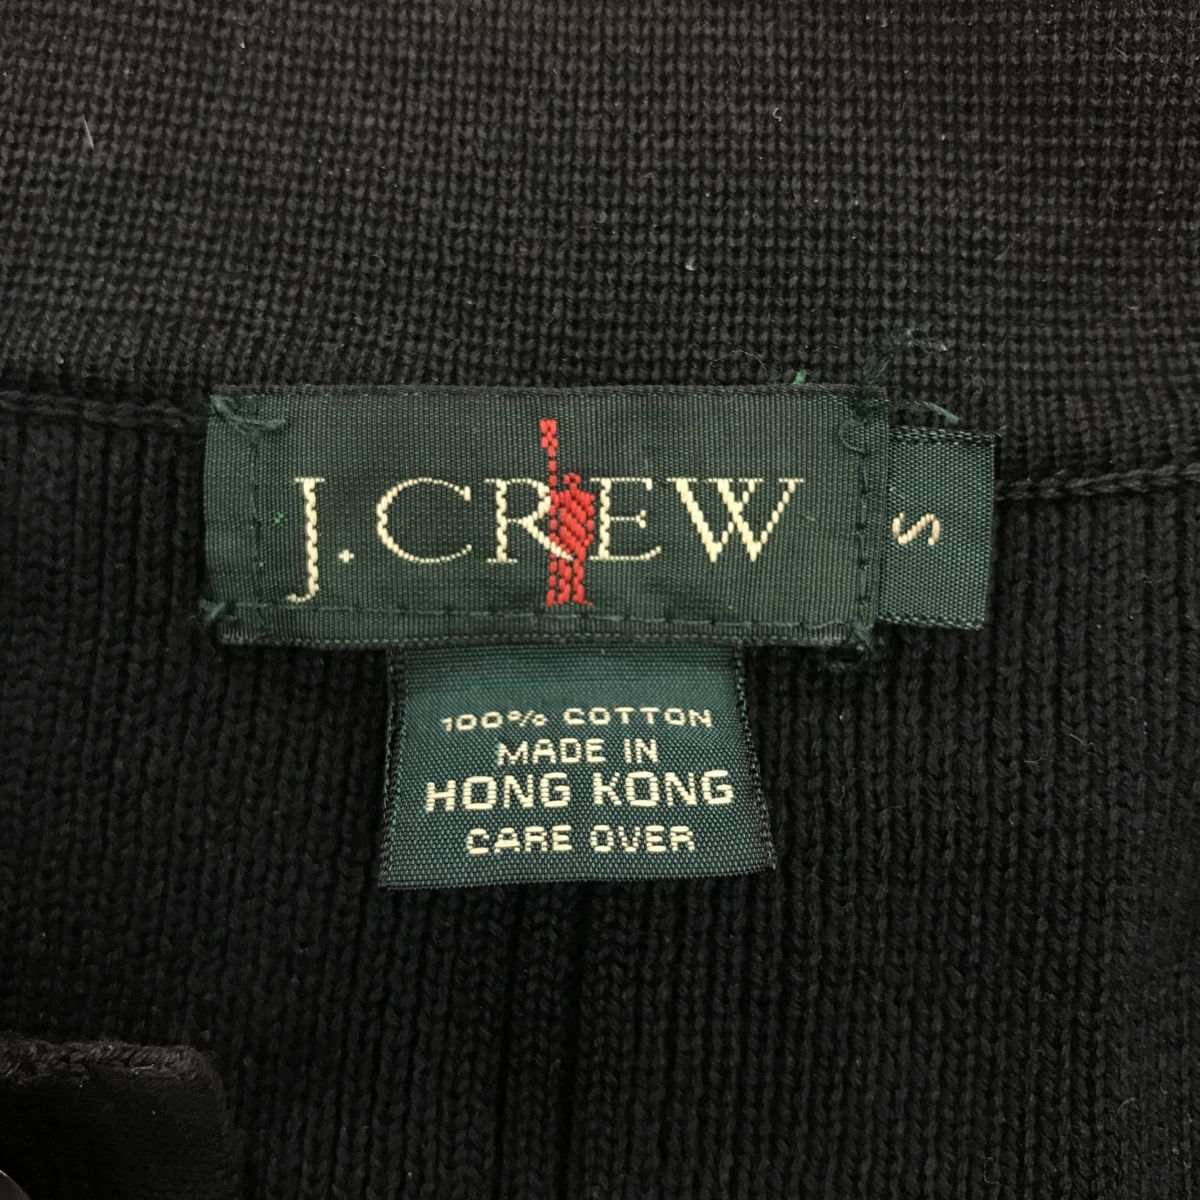 J.CREW
S
100% COTTON
MADE IN
HONG KONG
CARE OVER